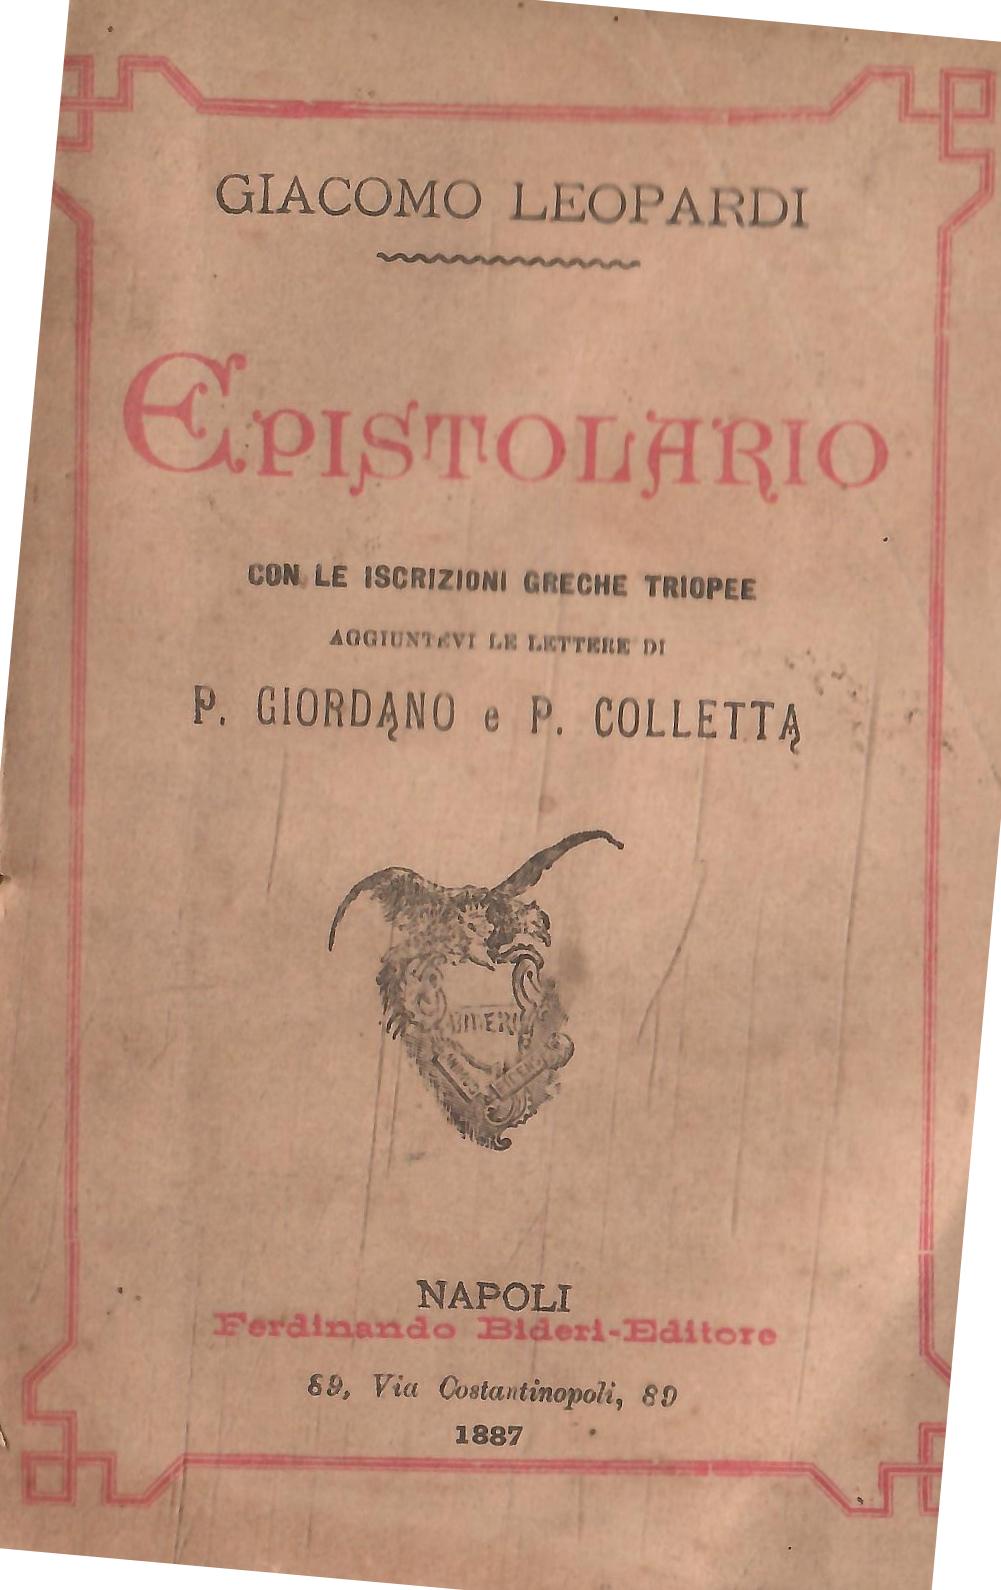 GIACOMO LEOPARDI
EPISTOLARIO
CON LE ISCRIZIONI GRECHE TRIOPEE
AGGIUNTEVI LE LETTERE DI
P. GIORDANO e P. COLLETTA
BIDERI
NAPOLI
Ferdinando Bideri-Editore
89, Via Costantinopoli, 89
1887